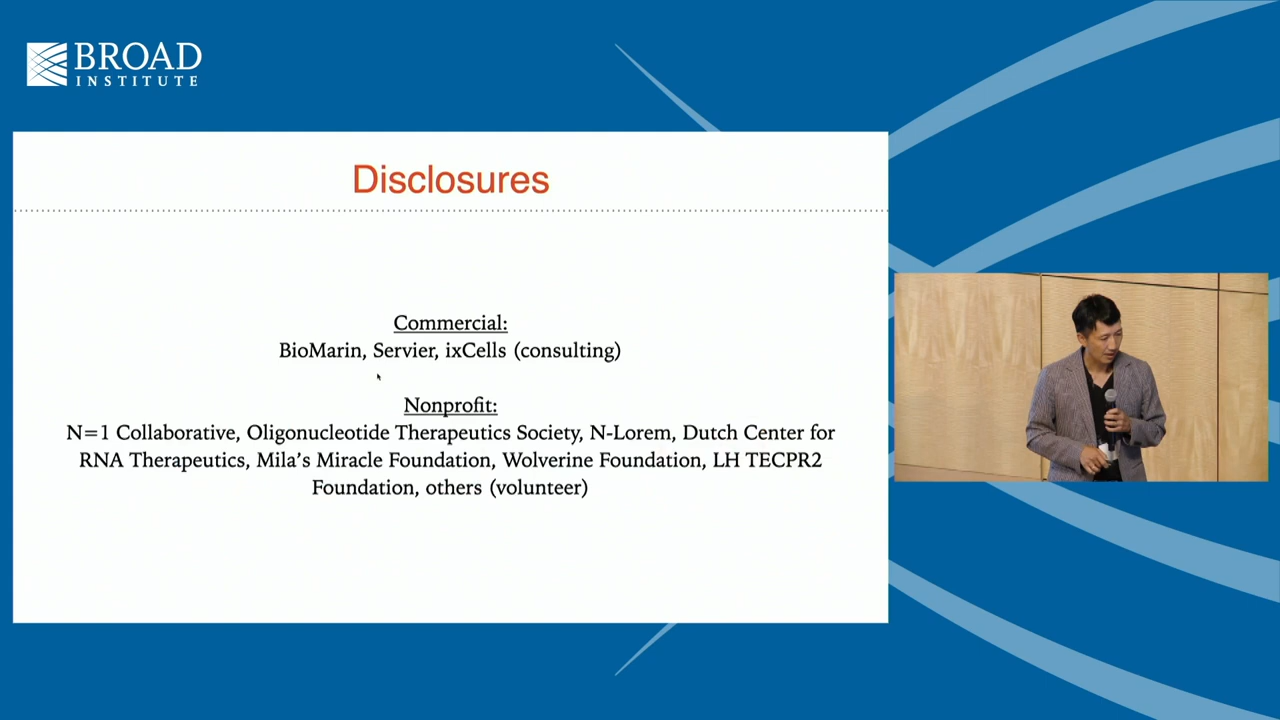 BROAD
INSTITUTE
Disclosures
Commercial:
BioMarin, Servier, ixCells (consulting)
Nonprofit:
N=1 Collaborative, Oligonucleotide Therapeutics Society, N-Lorem, Dutch Center for
RNA Therapeutics, Mila’s Miracle Foundation, Wolverine Foundation, LH TECPR2
Foundation, others (volunteer)